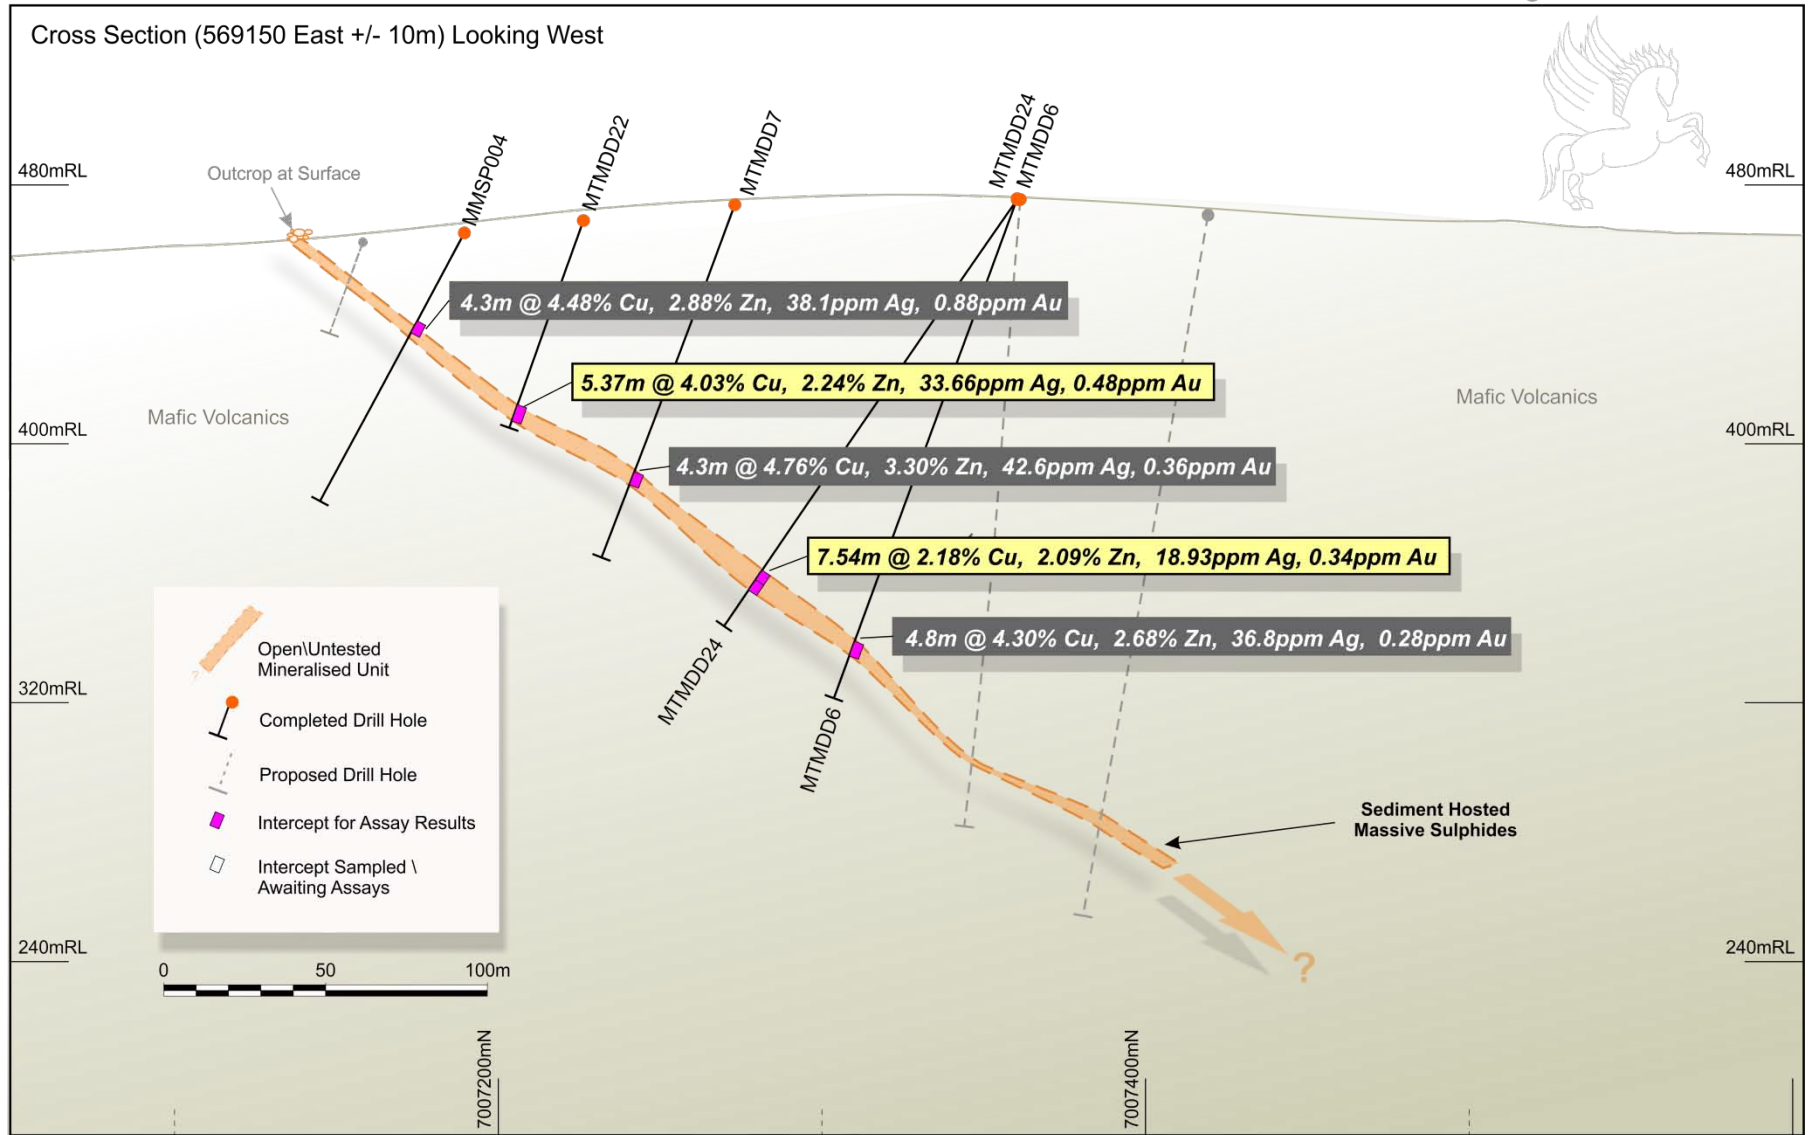 Cross Section (569150 East +/- 10m) Looking West
480mRL
480mRL
Outcrop at Surface
MMSP004
MTMDD22
MTMDD7
MTMDD24
MTMDD6
4.3m @ 4.48% Cu, 2.88% Zn, 38.1ppm Ag, 0.88ppm Au
5.37m @ 4.03% Cu, 2.24% Zn, 33.66ppm Ag, 0.48ppm Au
Mafic Volcanics
Mafic Volcanics
400mRL
400mRL
4.3m @ 4.76% Cu, 3.30% Zn, 42.6ppm Ag, 0.36ppm Au
7.54m @ 2.18% Cu, 2.09% Zn, 18.93ppm Ag, 0.34ppm Au
4.8m @ 4.30% Cu, 2.68% Zn, 36.8ppm Ag, 0.28ppm Au
MTMDD24
MTMDD6
320mRL
?
Open\Untested
Mineralised Unit
Completed Drill Hole
Proposed Drill Hole
Intercept for Assay Results
Intercept Sampled \
Awaiting Assays
Sediment Hosted
Massive Sulphides
?
240mRL
240mRL
0 50 100m
7007200mN
7007400mN